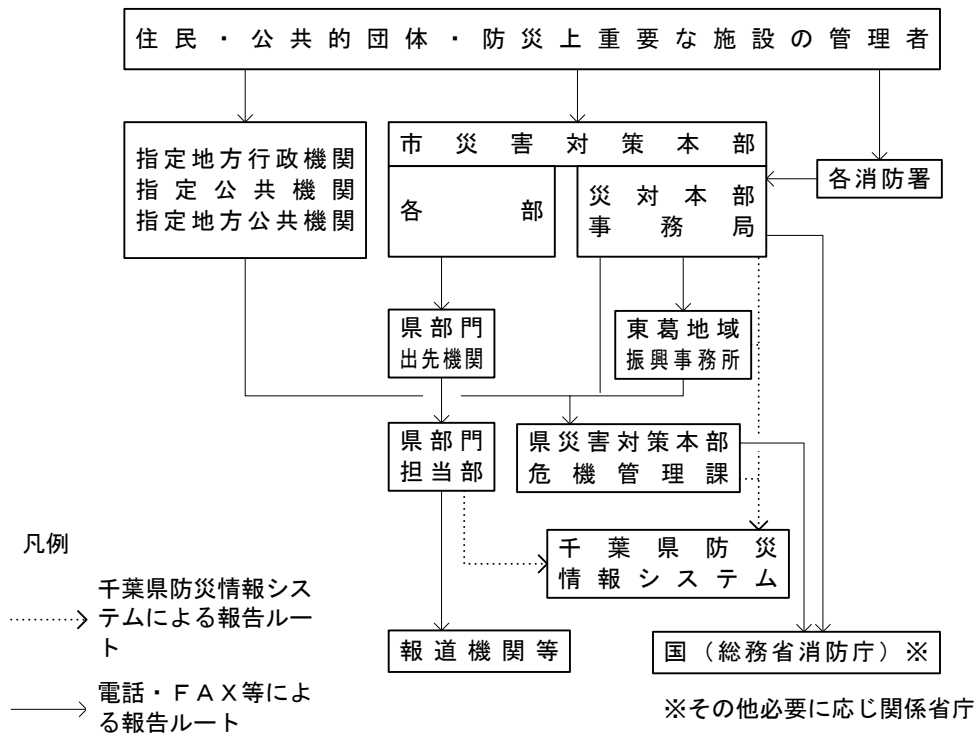 住民・公共的団体・防災上重要な施設の管理者
指定地方行政機関
指定公共機関
指定地方公共機関
市災害対策本部
各部
災対本部
事務局
各消防署
県部門
出先機関
東葛地域
振興事務所
県部門
担当部
県災害対策本部
危機管理課
千葉県防災
情報システム
報道機関等
国（総務省消防庁）※
※その他必要に応じ関係省庁
凡例
千葉県防災情報シス
テムによる報告ルー
ト
電話・ＦＡＸ等によ
る報告ルート